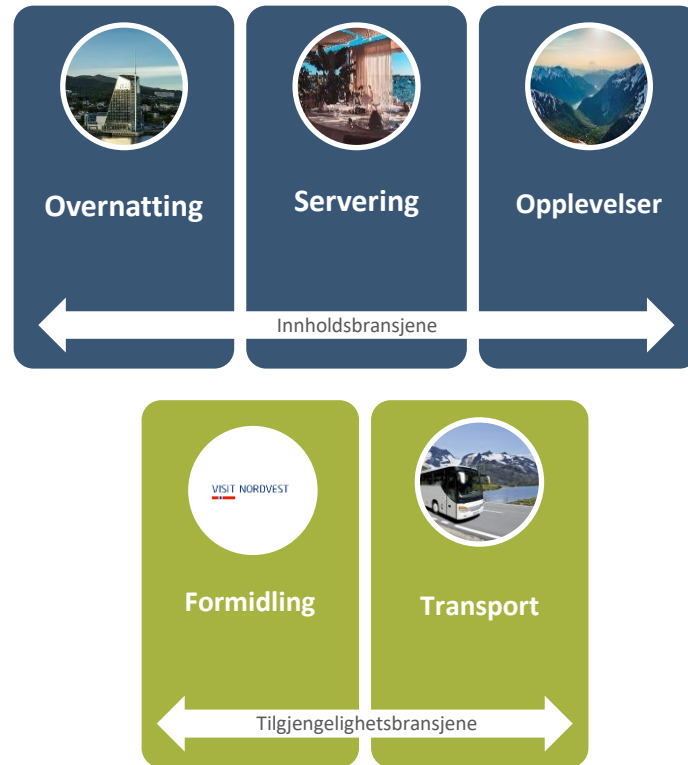 Overnatting
Servering
Opplevelser
Innholdsbransjene
VISIT NORDVEST
Formidling
Transport
Tilgjengelighetsbransjene